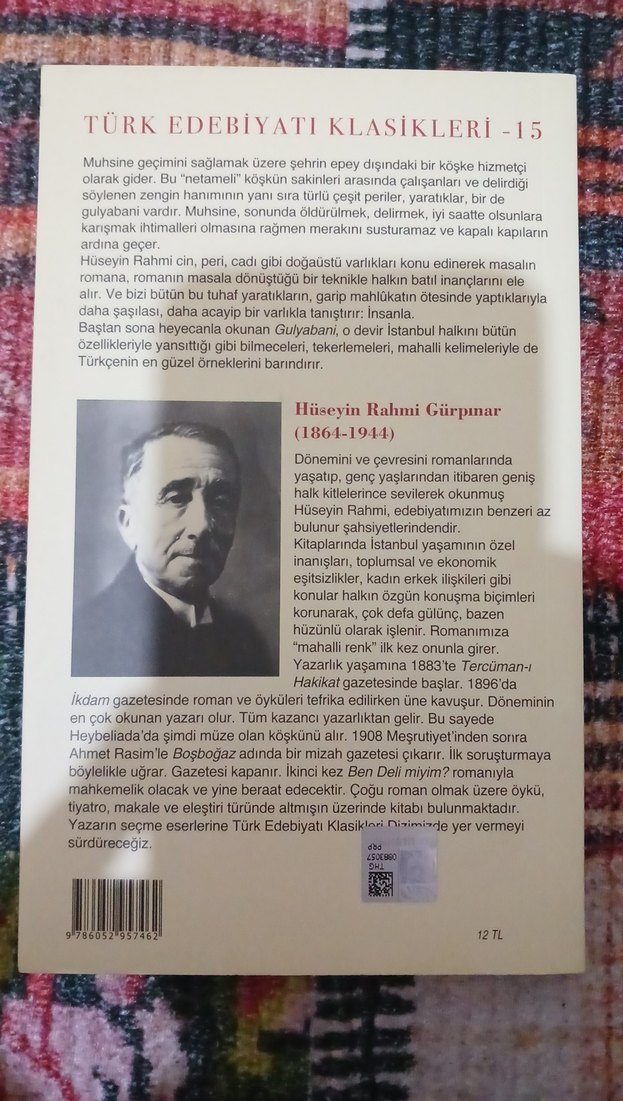 TÜRK EDEBİYATI KLASİKLERİ -15
Muhsine geçimini sağlamak üzere şehrin epey dışındaki bir köşke hizmetçi
olarak gider. Bu “netameli” köşkün sakinleri arasında çalışanları ve delirdiği
söylenen zengin hanımının yanı sıra türlü çeşit periler, yaratıklar, bir de
gulyabani vardır. Muhsine, sonunda öldürülmek, delirmek, iyi saatte olsunlara
karışmak ihtimalleri olmasına rağmen merakını susturamaz ve kapalı kapıların
ardına geçer.
Hüseyin Rahmi cin, peri, cadı gibi doğaüstü varlıkları konu edinerek masalın
romana, romanın masala dönüştüğü bir teknikle halkın batıl inançlarını ele
alır. Ve bizi bütün bu tuhaf yaratıkların, garip mahlûkatın ötesinde yaptıklarıyla
daha şaşılası, daha acayip bir varlıkla tanıştırır: İnsanla.
Baştan sona heyecanla okunan Gulyabani, o devir İstanbul halkını bütün
özellikleriyle yansıttığı gibi bilmeceleri, tekerlemeleri, mahalli kelimeleriyle de
Türkçenin en güzel örneklerini barındırır.
Hüseyin Rahmi Gürpınar
(1864-1944)
Dönemini ve çevresini romanlarında
yaşatıp, genç yaşlarından itibaren geniş
halk kitlelerince sevilerek okunmuş
Hüseyin Rahmi, edebiyatımızın benzeri az
bulunur şahsiyetlerindendir.
Kitaplarında İstanbul yaşamının özel
inanışları, toplumsal ve ekonomik
eşitsizlikler, kadın erkek ilişkileri gibi
konular halkın özgün konuşma biçimleri
korunarak, çok defa gülünç, bazen
hüzünlü olarak işlenir. Romanımıza
“mahalli renk” ilk kez onunla girer.
Yazarlık yaşamına 1883’te Tercüman-ı
Hakikat gazetesinde başlar. 1896’da
İkdam gazetesinde roman ve öyküleri tefrika edilirken üne kavuşur. Döneminin
en çok okunan yazarı olur. Tüm kazancı yazarlıktan gelir. Bu sayede
Heybeliada’da şimdi müze olan köşkünü alır. 1908 Meşrutiyet’inden sonra
Ahmet Rasim’le Boşboğaz adında bir mizah gazetesi çıkarır. İlk soruşturmaya
böylelikle uğrar. Gazetesi kapanır. İkinci kez Ben Deli miyim? romanıyla
mahkemelik olacak ve yine beraat edecektir. Çoğu roman olmak üzere öykü,
tiyatro, makale ve eleştiri türünde altmışın üzerinde kitabı bulunmaktadır.
Yazarın seçme eserlerine Türk Edebiyatı Klasikleri Dizimizde yer vermeyi
sürdüreceğiz.
THG
0883057
PRP
9 786052 957462
12 TL